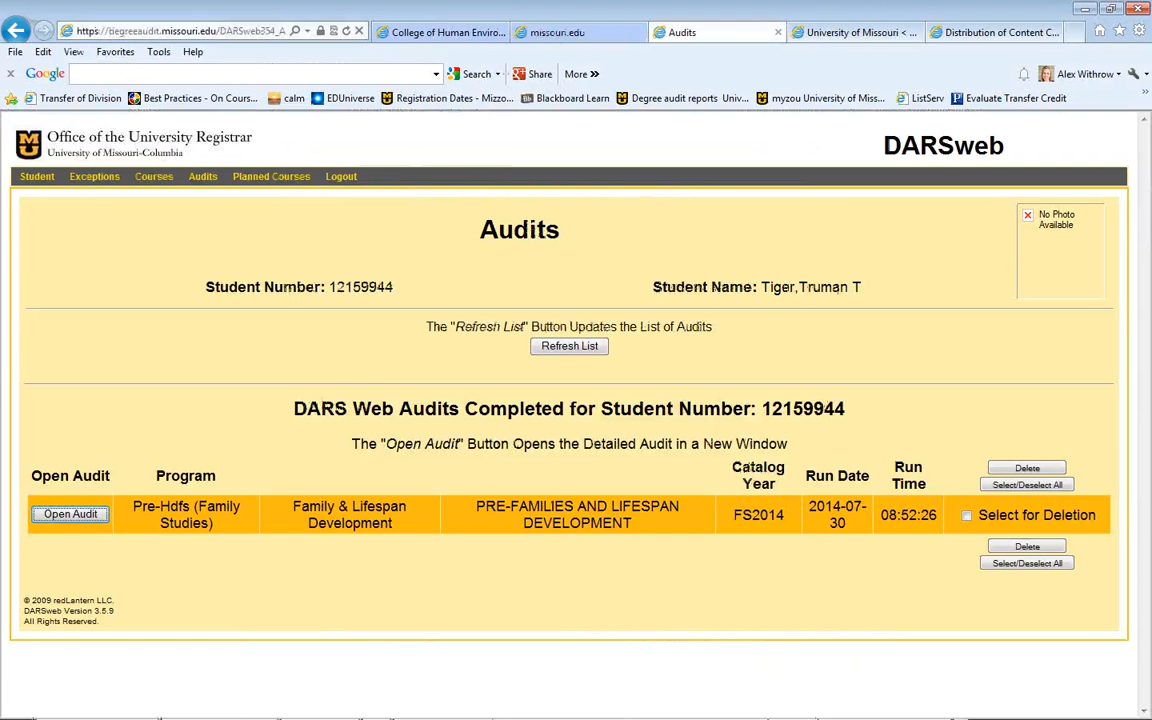 https://degreeaudit.missouri.edu/DARSweb354_A
College of Human Enviro...
missouri.edu
Audits
University of Missouri < ...
Distribution of Content C...
File Edit View Favorites Tools Help
Google
Search
Share
More »
Alex Withrow
Transfer of Division
Best Practices - On Cours...
calm
EDUniverse
Registration Dates - Mizzo...
Blackboard Learn
Degree audit reports Univ...
myzou University of Miss...
ListServ
Evaluate Transfer Credit
Office of the University Registrar
University of Missouri-Columbia
DARSweb
Student Exceptions Courses Audits Planned Courses Logout
Audits
No Photo
Available
Student Number: 12159944
Student Name: Tiger,Truman T
The "Refresh List" Button Updates the List of Audits
Refresh List
DARS Web Audits Completed for Student Number: 12159944
The "Open Audit" Button Opens the Detailed Audit in a New Window
Open Audit Program Catalog Year Run Date Run Time
Delete
Select/Deselect All
Open Audit
Pre-Hdfs (Family
Studies)
Family & Lifespan
Development
PRE-FAMILIES AND LIFESPAN
DEVELOPMENT
FS2014
2014-07-
30
08:52:26
Select for Deletion
Delete
Select/Deselect All
© 2009 redLantern LLC.
DARSweb Version 3.5.9
All Rights Reserved.